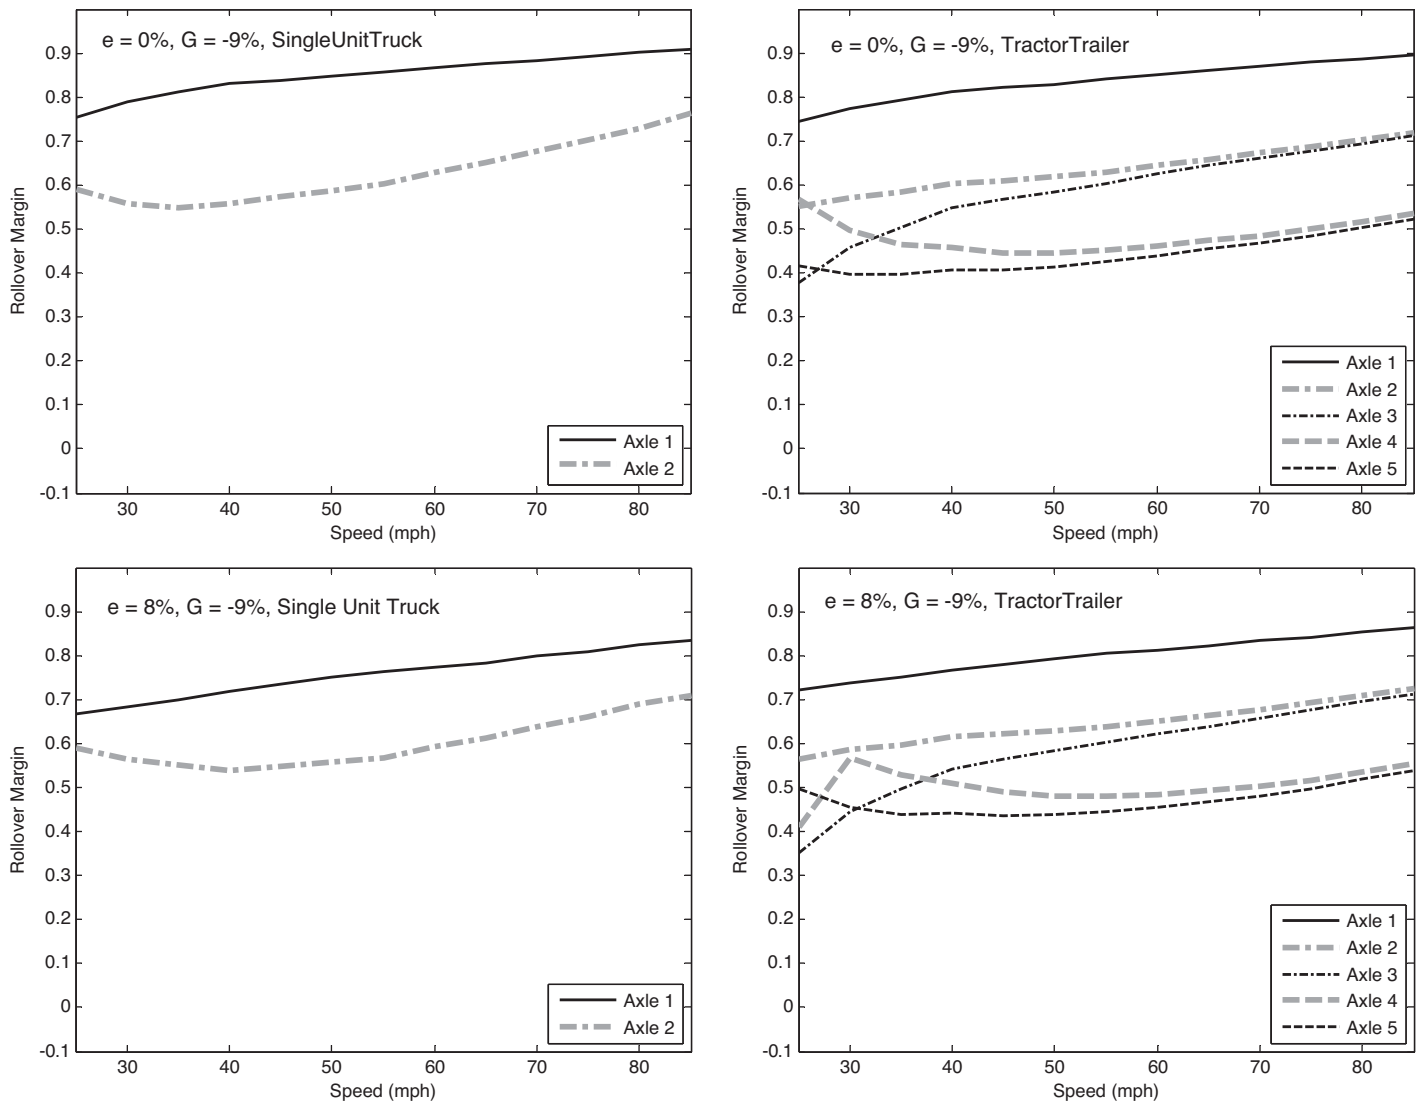 e = 0%, G = -9%, SingleUnitTruck
Rollover Margin
0.9
0.8
0.7
0.6
0.5
0.4
0.3
0.2
0.1
0
-0.1
Axle 1
Axle 2
30 40 50 60 70 80
Speed (mph)
e = 0%, G = -9%, TractorTrailer
Rollover Margin
0.9
0.8
0.7
0.6
0.5
0.4
0.3
0.2
0.1
0
-0.1
Axle 1
Axle 2
Axle 3
Axle 4
Axle 5
30 40 50 60 70 80
Speed (mph)
e = 8%, G = -9%, Single Unit Truck
Rollover Margin
0.9
0.8
0.7
0.6
0.5
0.4
0.3
0.2
0.1
0
-0.1
Axle 1
Axle 2
30 40 50 60 70 80
Speed (mph)
e = 8%, G = -9%, TractorTrailer
Rollover Margin
0.9
0.8
0.7
0.6
0.5
0.4
0.3
0.2
0.1
0
-0.1
Axle 1
Axle 2
Axle 3
Axle 4
Axle 5
30 40 50 60 70 80
Speed (mph)